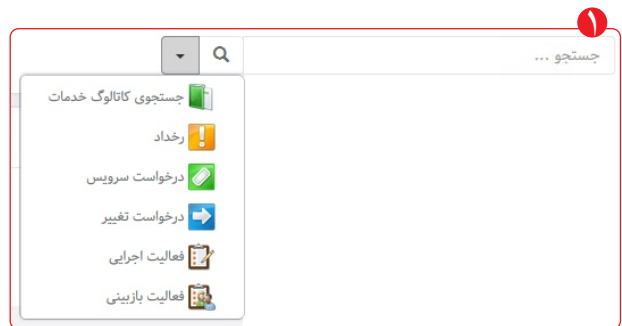 ۱
جستجو ...
جستجوی کاتالوگ خدمات
رخداد
درخواست سرویس
درخواست تغییر
فعالیت اجرایی
فعالیت بازبینی